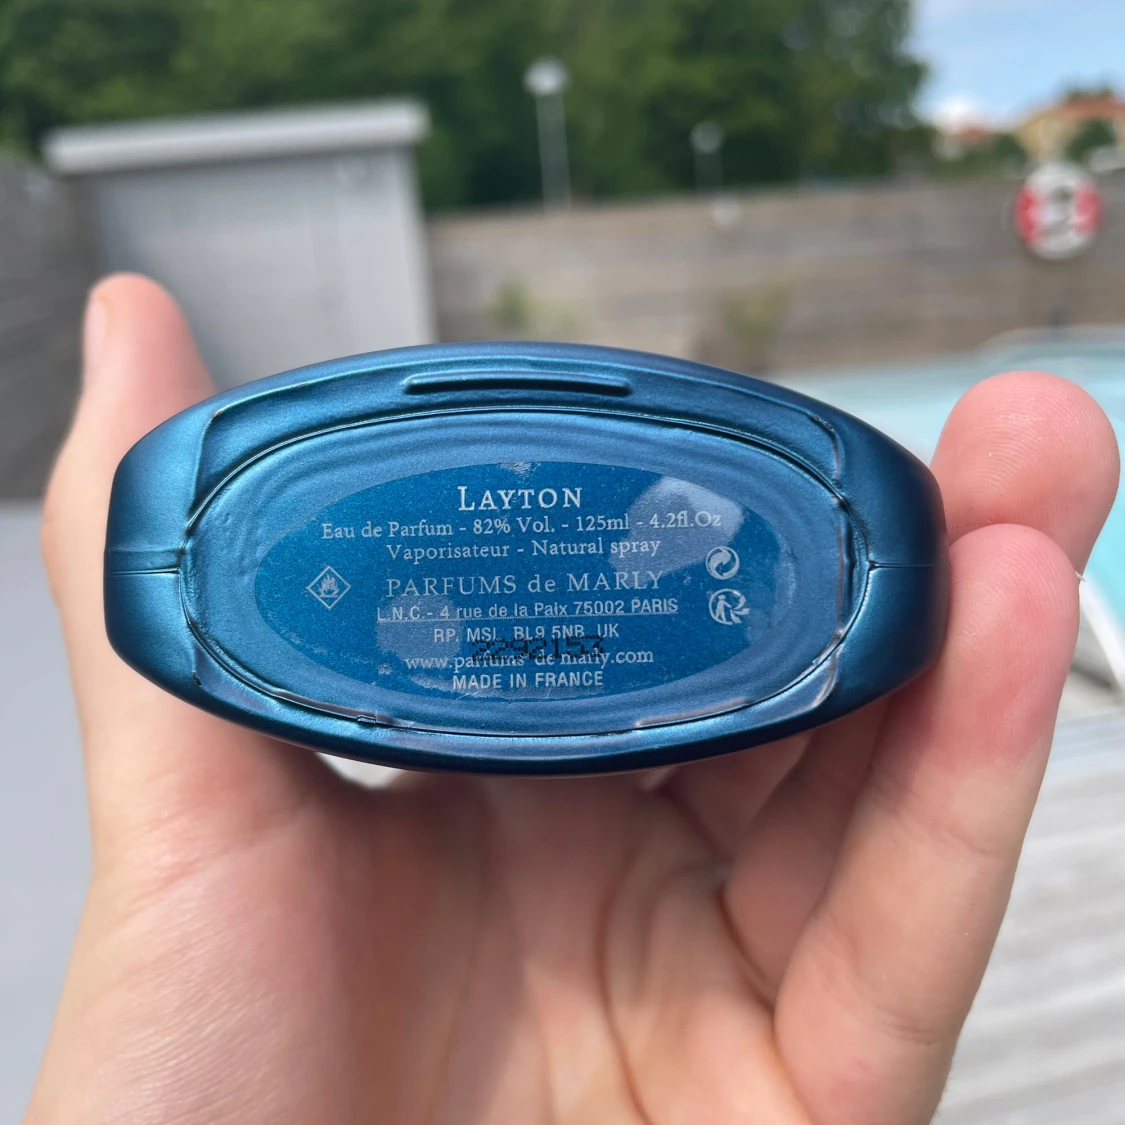 LAYTON
Eau de Parfum - 82% Vol. - 125ml - 4.2fl.Oz
Vaporisateur - Natural spray
PARFUMS de MARLY
L.N.C - 4 rue de la Paix 75002 PARIS
RP. MSL BL9 5NB UK
2292153
www.parfums de marly.com
MADE IN FRANCE